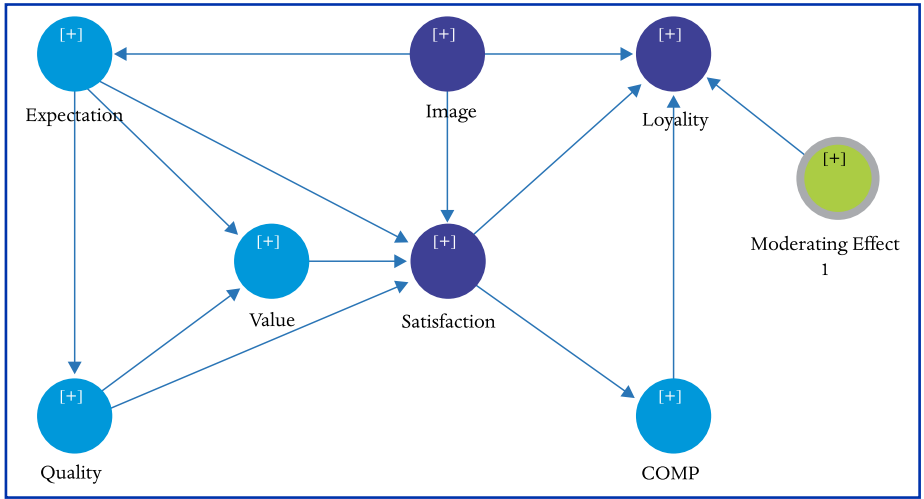 [+]
[+]
[+]
Expectation
Image
Loyality
[+]
Moderating Effect
1
[+]
[+]
Value
Satisfaction
[+]
[+]
Quality
COMP